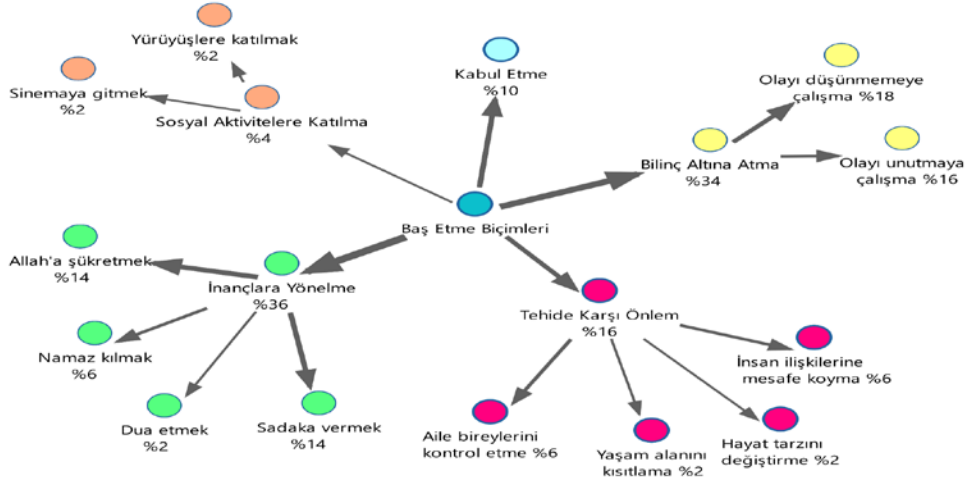 Yürüyüşlere katılmak
%2
Sinemaya gitmek
%2
Sosyal Aktivitelere Katılma
%4
Kabul Etme
%10
Olayı düşünmemeye
çalışma %18
Bilinç Altına Atma
%34
Olayı unutmaya
çalışma %16
Baş Etme Biçimleri
Allah'a şükretmek
%14
İnançlara Yönelme
%36
Namaz kılmak
%6
Dua etmek
%2
Sadaka vermek
%14
Tehide Karşı Önlem
%16
İnsan ilişkilerine
mesafe koyma %6
Aile bireylerini
kontrol etme %6
Yaşam alanını
kısıtlama %2
Hayat tarzını
değiştirme %2